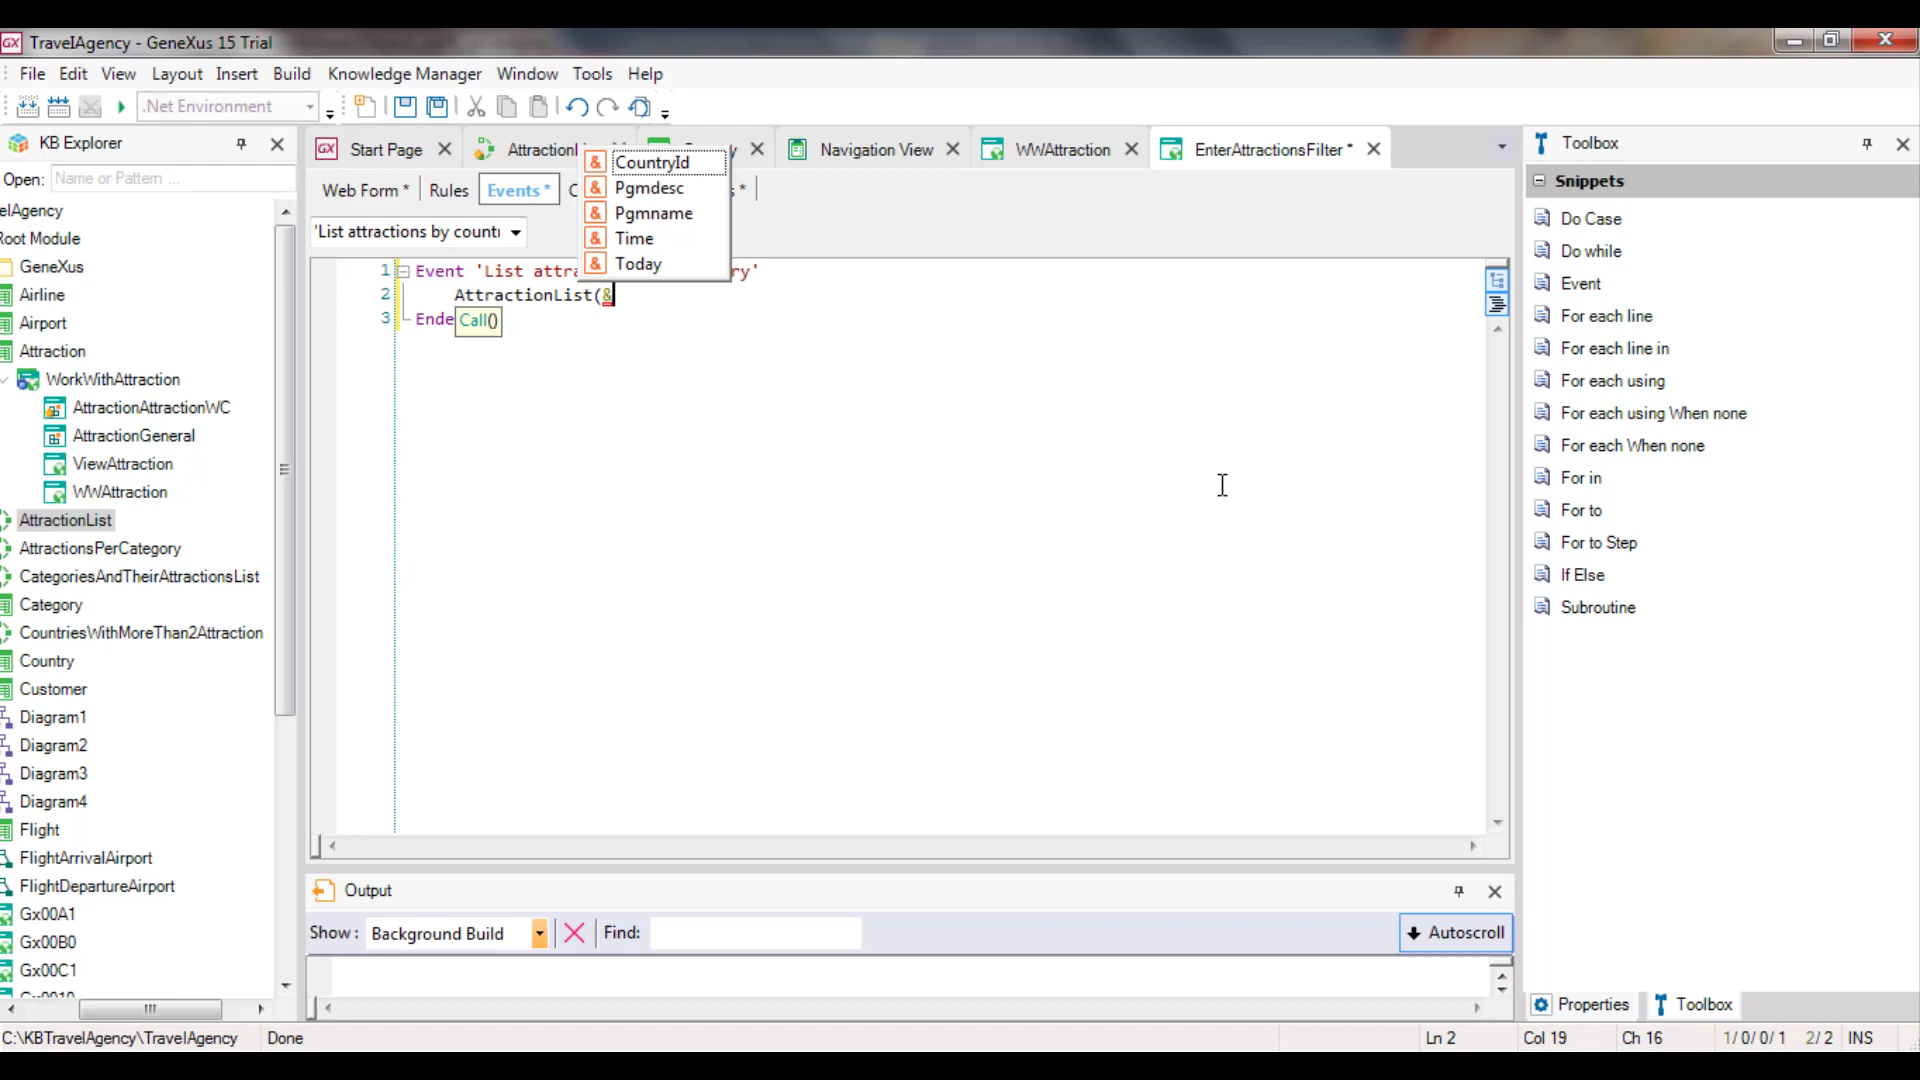 TravelAgency - GeneXus 15 Trial
File Edit View Layout Insert Build Knowledge Manager Window Tools Help
.Net Environment
KB Explorer
Open: Name or Pattern ...
elAgency
Root Module
GeneXus
Airline
Airport
Attraction
WorkWithAttraction
AttractionAttractionWC
AttractionGeneral
ViewAttraction
WWAttraction
AttractionList
AttractionsPerCategory
CategoriesAndTheirAttractionsList
Category
CountriesWithMoreThan2Attraction
Country
Customer
Diagram1
Diagram2
Diagram3
Diagram4
Flight
FlightArrivalAirport
FlightDepartureAirport
Gx00A1
Gx00B0
Gx00C1
Start Page
AttractionL
y
Navigation View
WWAttraction
EnterAttractionsFilter *
Web Form * Rules Events * C s *
'List attractions by countr
& CountryId
& Pgmdesc
& Pgmname
& Time
& Today
1 Event 'List attra ry'
2 AttractionList(&
3 Ende
Call()
Output
Show : Background Build Find: Autoscroll
Toolbox
Snippets
Do Case
Do while
Event
For each line
For each line in
For each using
For each using When none
For each When none
For in
For to
For to Step
If Else
Subroutine
Properties Toolbox
C:\KBTravelAgency\TravelAgency Done Ln 2 Col 19 Ch 16 1/0/0/1 2/2 INS